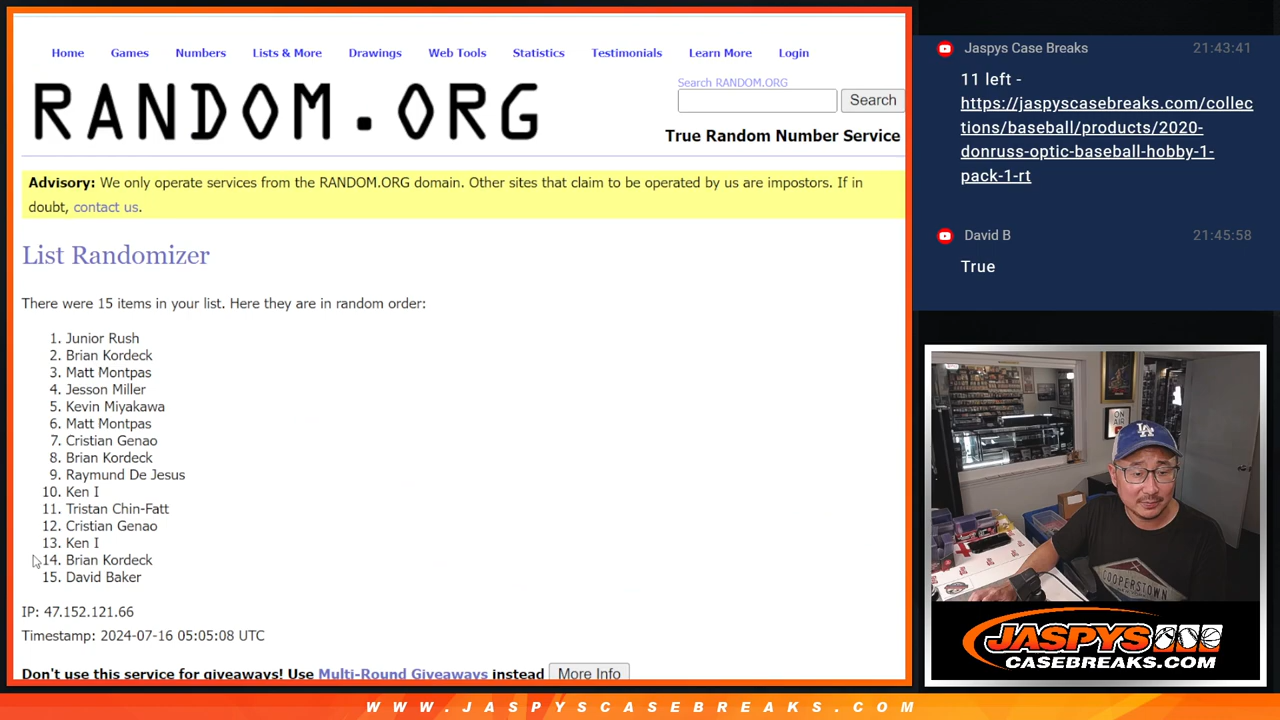 Home Games Numbers Lists & More Drawings Web Tools Statistics Testimonials Learn More Login
RANDOM.ORG
Search RANDOM.ORG
Search
True Random Number Service
Advisory: We only operate services from the RANDOM.ORG domain. Other sites that claim to be operated by us are impostors. If in
doubt, contact us.
List Randomizer
There were 15 items in your list. Here they are in random order:
1. Junior Rush
2. Brian Kordeck
3. Matt Montpas
4. Jesson Miller
5. Kevin Miyakawa
6. Matt Montpas
7. Cristian Genao
8. Brian Kordeck
9. Raymund De Jesus
10. Ken I
11. Tristan Chin-Fatt
12. Cristian Genao
13. Ken I
14. Brian Kordeck
15. David Baker
IP: 47.152.121.66
Timestamp: 2024-07-16 05:05:08 UTC
Don't use this service for giveaways! Use Multi-Round Giveaways instead More Info
Jaspys Case Breaks 21:43:41
11 left -
https://jaspyscasebreaks.com/collec
tions/baseball/products/2020-
donruss-optic-baseball-hobby-1-
pack-1-rt
David B 21:45:58
True
ON
AIR
LA
COOPERSTOWN
JASPYS
CASEBREAKS.COM
WWW.JASPYSCASEBREAKS.COM